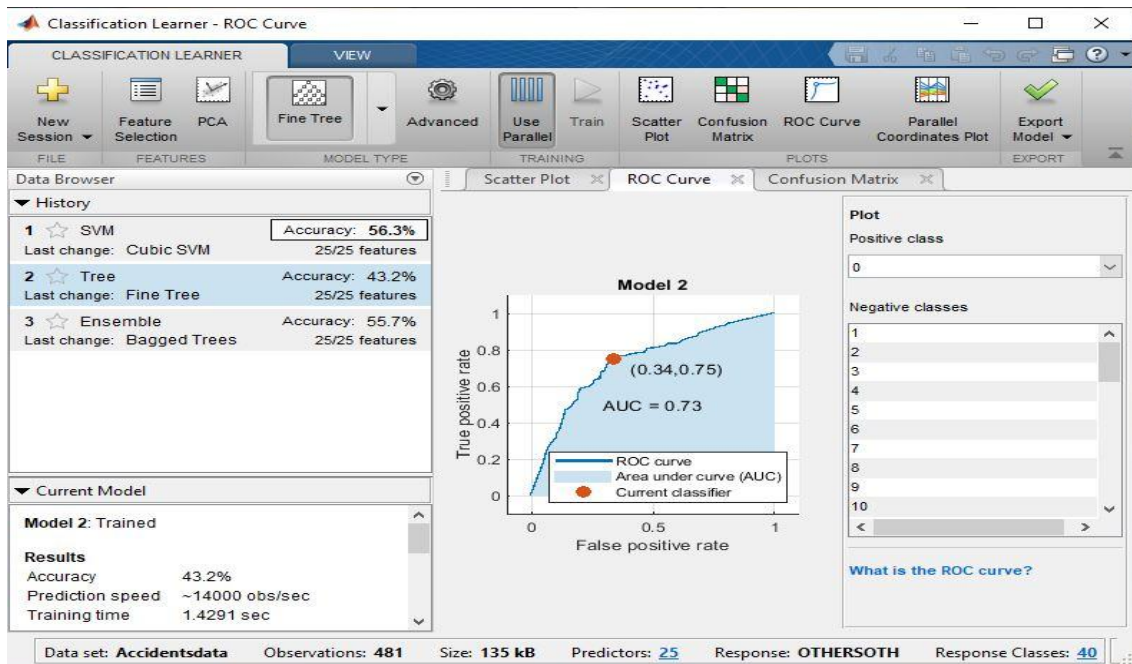 Classification Learner - ROC Curve
CLASSIFICATION LEARNER VIEW
New Session
Feature Selection
PCA
Fine Tree
Advanced
Use Parallel
Train
Scatter Plot
Confusion Matrix
ROC Curve
Parallel Coordinates Plot
Export Model
FILE FEATURES MODEL TYPE TRAINING PLOTS EXPORT
Data Browser
History
1 SVM Accuracy: 56.3%
Last change: Cubic SVM 25/25 features
2 Tree Accuracy: 43.2%
Last change: Fine Tree 25/25 features
3 Ensemble Accuracy: 55.7%
Last change: Bagged Trees 25/25 features
Current Model
Model 2: Trained
Results
Accuracy 43.2%
Prediction speed ~14000 obs/sec
Training time 1.4291 sec
Scatter Plot ROC Curve Confusion Matrix
Model 2
True positive rate
1
0.8
0.6
0.4
0.2
0
(0.34,0.75)
AUC = 0.73
ROC curve
Area under curve (AUC)
Current classifier
0 0.5 1
False positive rate
Plot
Positive class
0
Negative classes
1
2
3
4
5
6
7
8
9
10
What is the ROC curve?
Data set: Accidentsdata Observations: 481 Size: 135 kB Predictors: 25 Response: OTHERSOTH Response Classes: 40